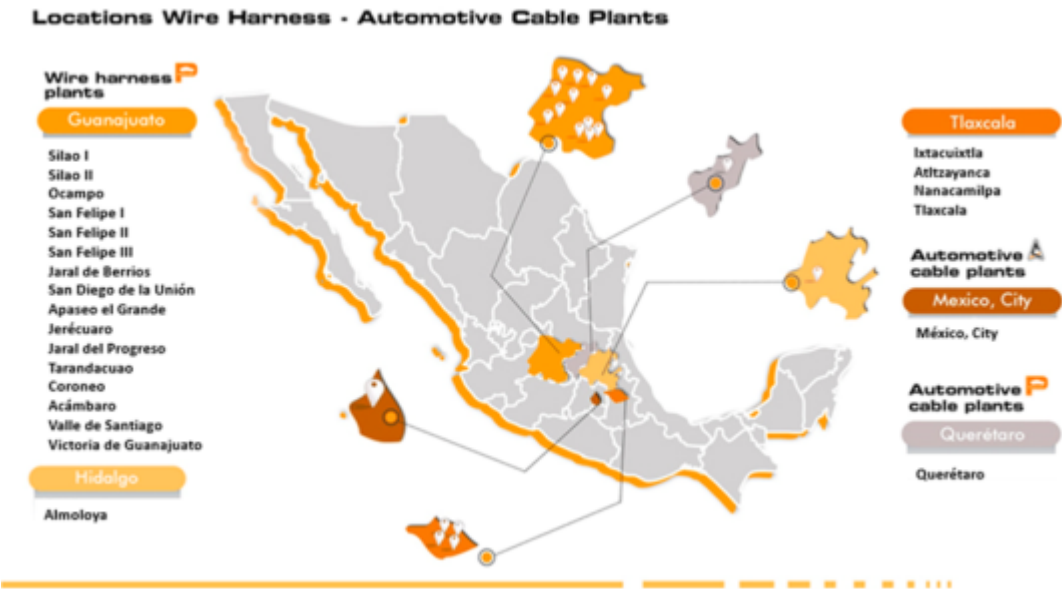 Locations Wire Harness - Automotive Cable Plants
Wire harness P
plants
Guanajuato
Silao I
Silao II
Ocampo
San Felipe I
San Felipe II
San Felipe III
Jaral de Berrios
San Diego de la Unión
Apaseo el Grande
Jerécuaro
Jaral del Progreso
Tarandacuao
Coroneo
Acámbaro
Valle de Santiago
Victoria de Guanajuato
Hidalgo
Almoloya
Tlaxcala
Ixtacuixtla
Atltzayanca
Nanacamilpa
Tlaxcala
Automotive
cable plants
Mexico, City
México, City
Automotive P
cable plants
Querétaro
Querétaro